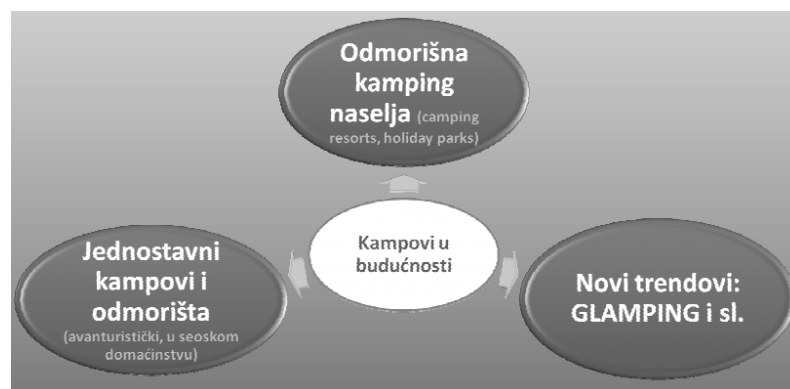 Odmorišna
kamping
naselja (camping
resorts, holiday parks)
Kampovi u
budućnosti
Jednostavni
kampovi i
odmorišta
(avanturistički, u seoskom
domaćinstvu)
Novi trendovi:
GLAMPING i sl.